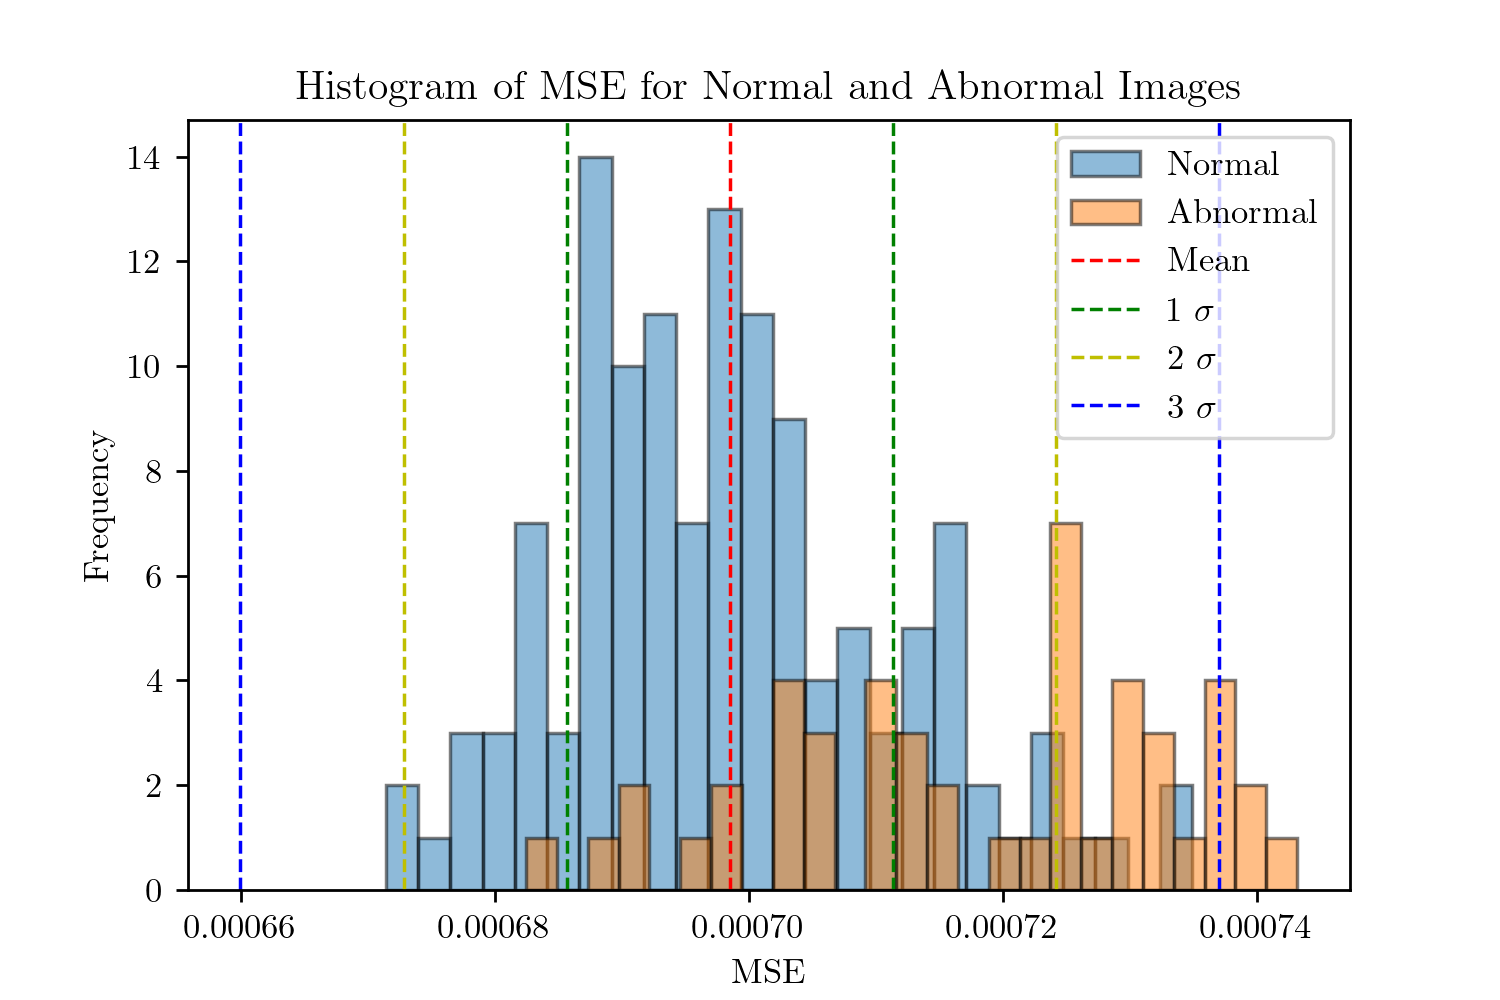 Histogram of MSE for Normal and Abnormal Images
Normal
Abnormal
Mean
1 σ
2 σ
3 σ
14
12
10
8
6
4
2
0
Frequency
0.00066 0.00068 0.00070 0.00072 0.00074
MSE